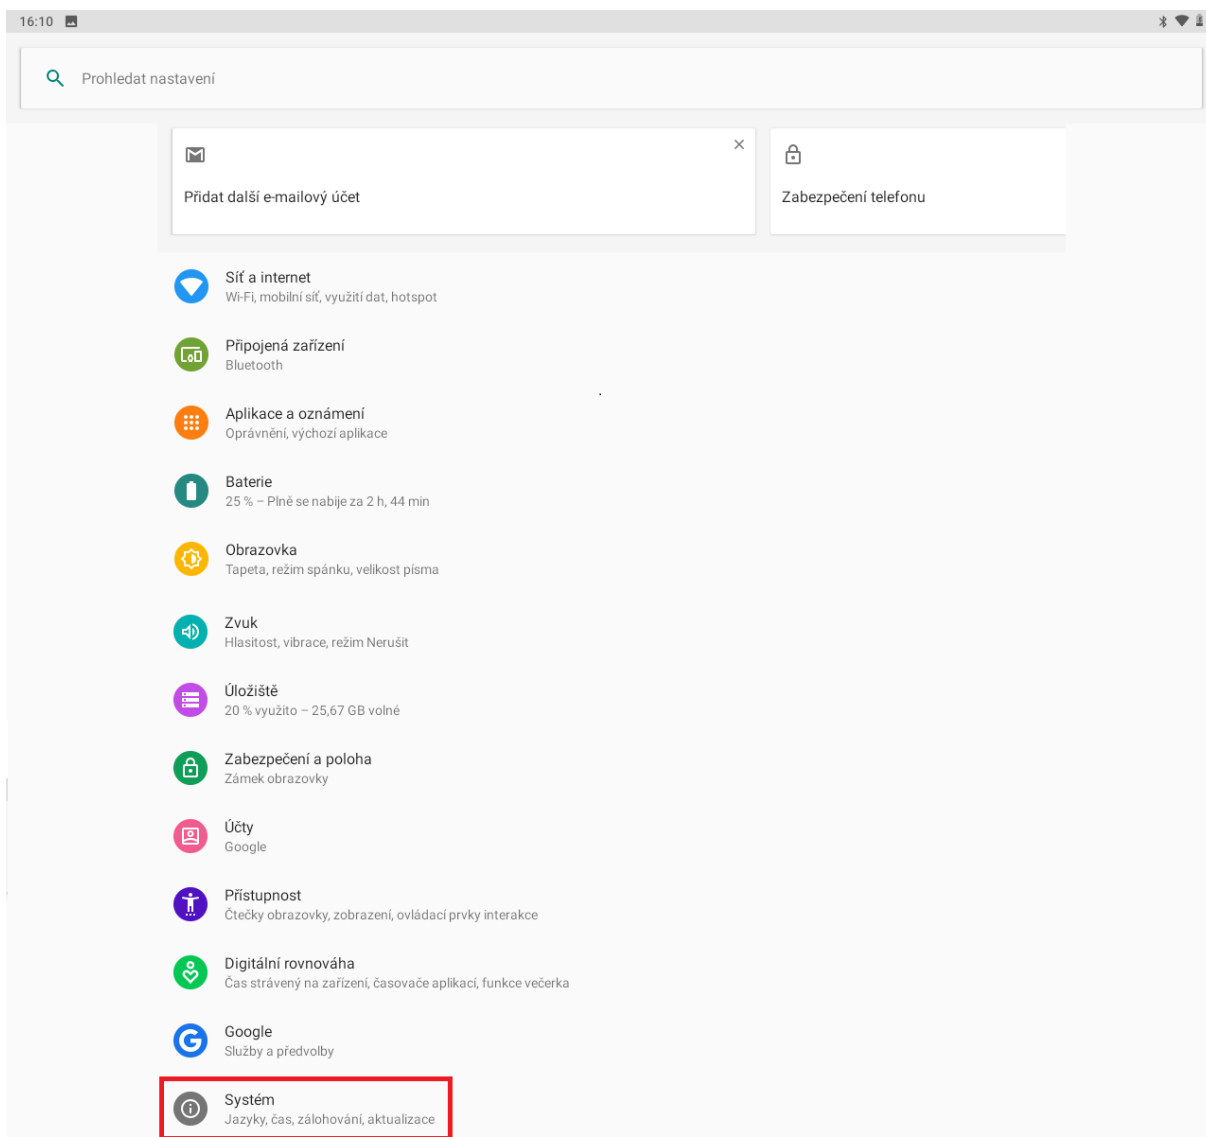 16:10
Prohledat nastavení
Přidat další e-mailový účet
Zabezpečení telefonu
Síť a internet
Wi-Fi, mobilní síť, využití dat, hotspot
Připojená zařízení
Bluetooth
Aplikace a oznámení
Oprávnění, výchozí aplikace
Baterie
25 % – Plně se nabije za 2 h, 44 min
Obrazovka
Tapeta, režim spánku, velikost písma
Zvuk
Hlasitost, vibrace, režim Nerušit
Úložiště
20 % využito – 25,67 GB volné
Zabezpečení a poloha
Zámek obrazovky
Účty
Google
Přístupnost
Čtečky obrazovky, zobrazení, ovládací prvky interakce
Digitální rovnováha
Čas strávený na zařízení, časovače aplikací, funkce večerka
Google
Služby a předvolby
Systém
Jazyky, čas, zálohování, aktualizace